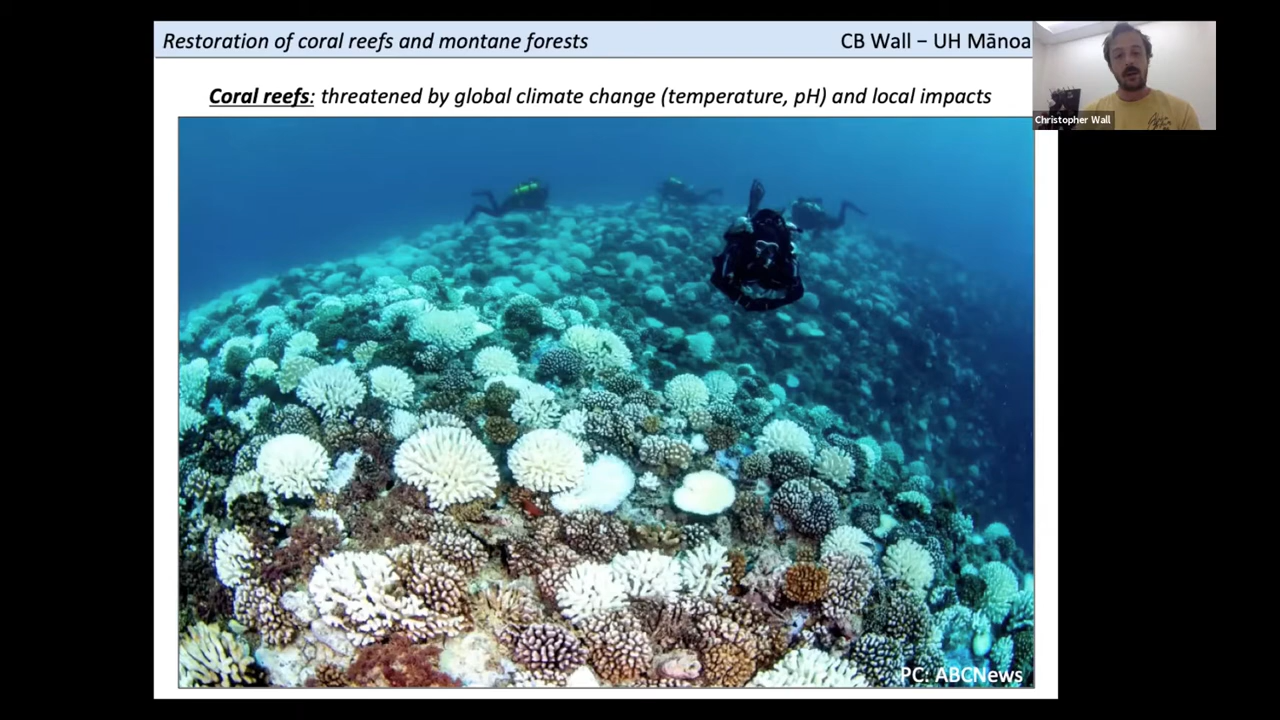 Restoration of coral reefs and montane forests
CB Wall – UH Mānoa
Coral reefs: threatened by global climate change (temperature, pH) and local impacts
Christopher Wall
PC: ABCNews